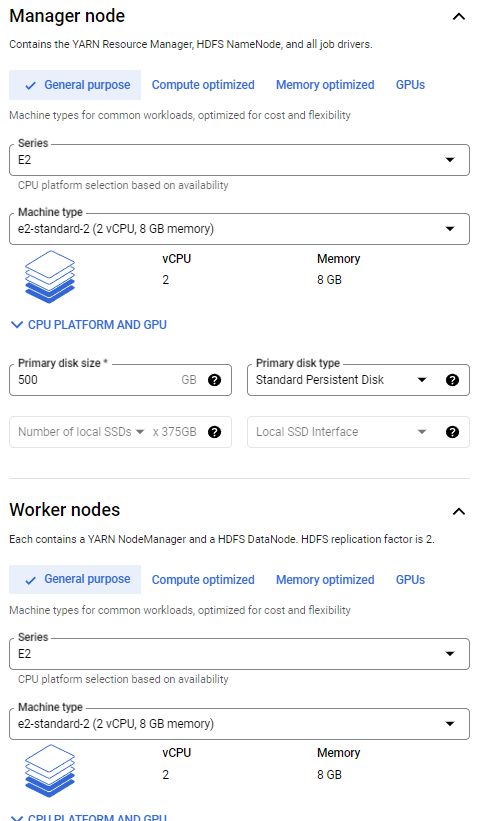 Manager node
Contains the YARN Resource Manager, HDFS NameNode, and all job drivers.
General purpose Compute optimized Memory optimized GPUs
Machine types for common workloads, optimized for cost and flexibility
Series
E2
CPU platform selection based on availability
Machine type
e2-standard-2 (2 vCPU, 8 GB memory)
vCPU Memory
2 8 GB
CPU PLATFORM AND GPU
Primary disk size * Primary disk type
500 GB Standard Persistent Disk
Number of local SSDs x 375GB Local SSD Interface
Worker nodes
Each contains a YARN NodeManager and a HDFS DataNode. HDFS replication factor is 2.
General purpose Compute optimized Memory optimized GPUs
Machine types for common workloads, optimized for cost and flexibility
Series
E2
CPU platform selection based on availability
Machine type
e2-standard-2 (2 vCPU, 8 GB memory)
vCPU Memory
2 8 GB
CPU PLATFORM AND GPU